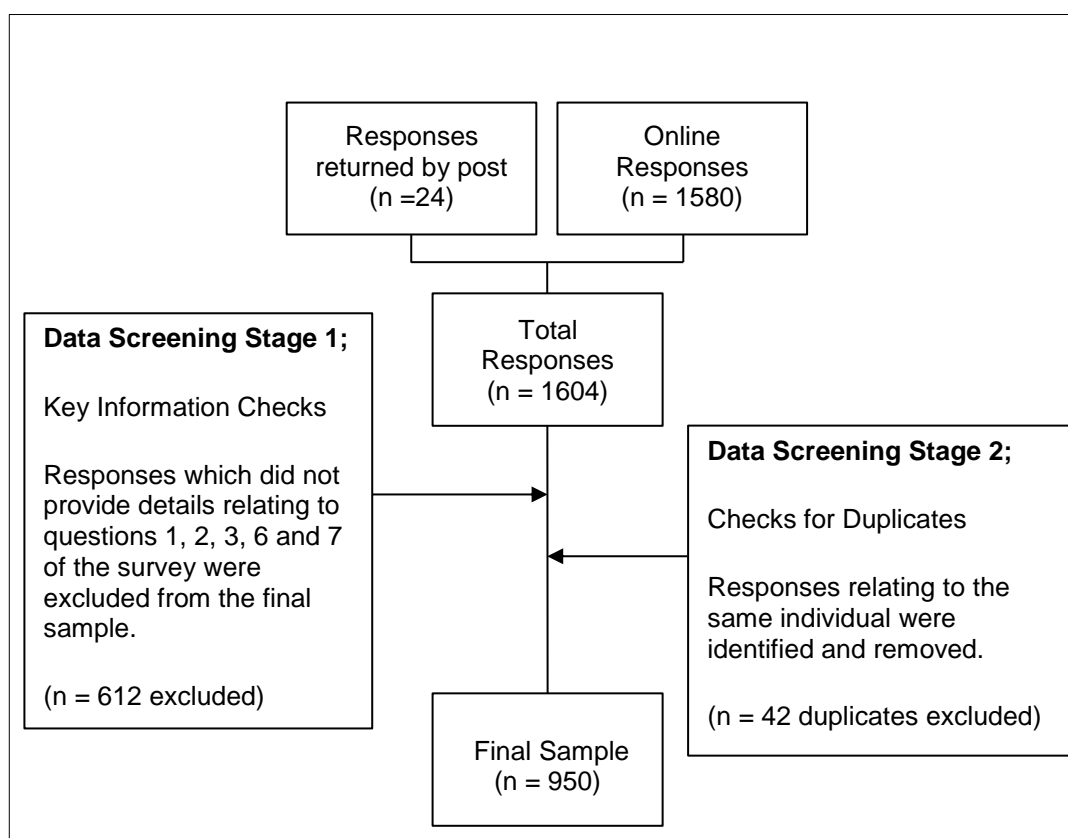 Responses
returned by post
(n =24)
Online
Responses
(n = 1580)
Total
Responses
(n = 1604)
Data Screening Stage 1;
Key Information Checks
Responses which did not
provide details relating to
questions 1, 2, 3, 6 and 7
of the survey were
excluded from the final
sample.
(n = 612 excluded)
Data Screening Stage 2;
Checks for Duplicates
Responses relating to the
same individual were
identified and removed.
(n = 42 duplicates excluded)
Final Sample
(n = 950)